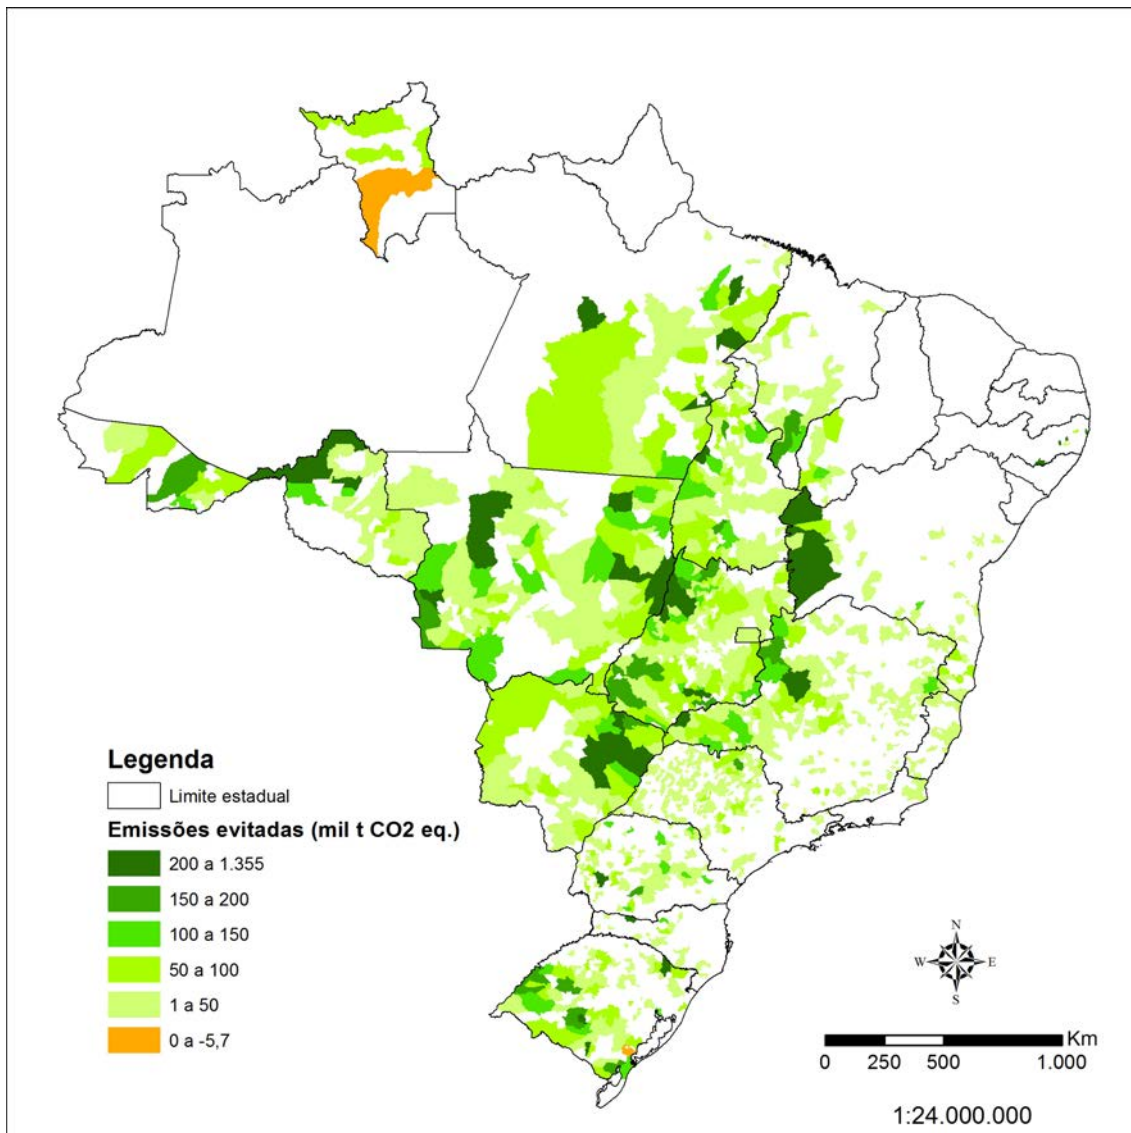 Legenda
Limite estadual
Emissões evitadas (mil t CO2 eq.)
200 a 1.355
150 a 200
100 a 150
50 a 100
1 a 50
0 a -5,7
N
W E
S
Km
0 250 500 1.000
1:24.000.000